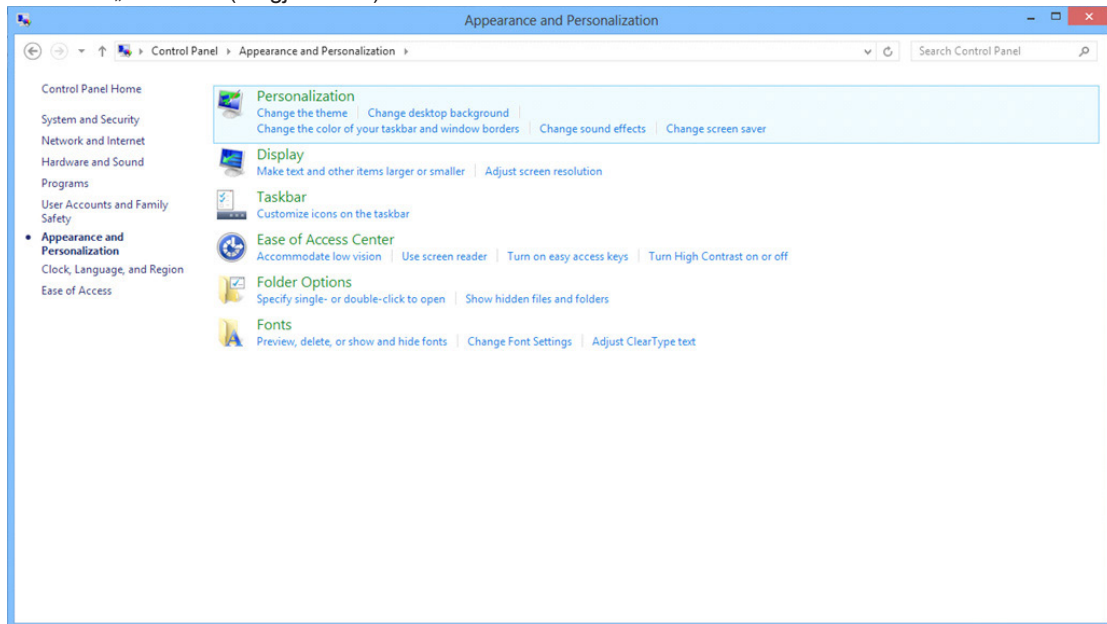 Appearance and Personalization
Control Panel ▸ Appearance and Personalization ▸
Search Control Panel
Control Panel Home
System and Security
Network and Internet
Hardware and Sound
Programs
User Accounts and Family
Safety
Appearance and
Personalization
Clock, Language, and Region
Ease of Access
Personalization
Change the theme | Change desktop background |
Change the color of your taskbar and window borders | Change sound effects | Change screen saver
Display
Make text and other items larger or smaller | Adjust screen resolution
Taskbar
Customize icons on the taskbar
Ease of Access Center
Accommodate low vision | Use screen reader | Turn on easy access keys | Turn High Contrast on or off
Folder Options
Specify single- or double-click to open | Show hidden files and folders
Fonts
Preview, delete, or show and hide fonts | Change Font Settings | Adjust ClearType text